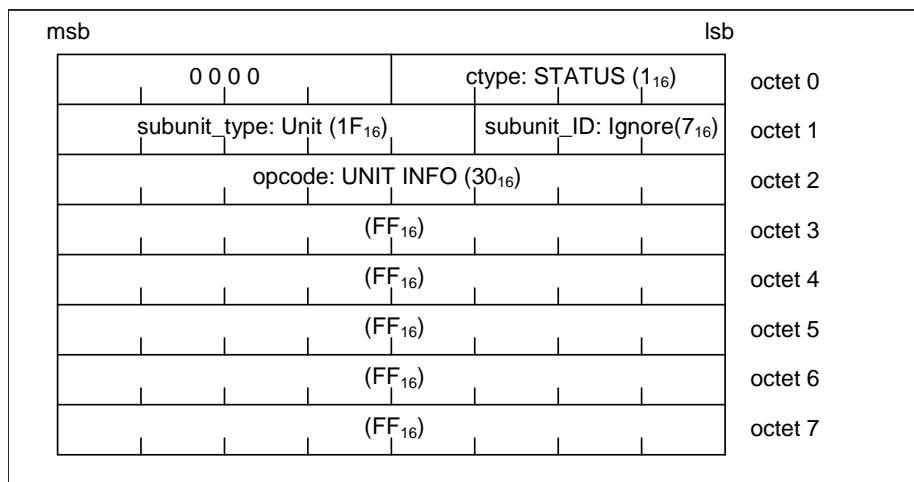 msb lsb
0 0 0 0 ctype: STATUS (1₁₆) octet 0
subunit_type: Unit (1F₁₆) subunit_ID: Ignore(7₁₆) octet 1
opcode: UNIT INFO (30₁₆) octet 2
(FF₁₆) octet 3
(FF₁₆) octet 4
(FF₁₆) octet 5
(FF₁₆) octet 6
(FF₁₆) octet 7